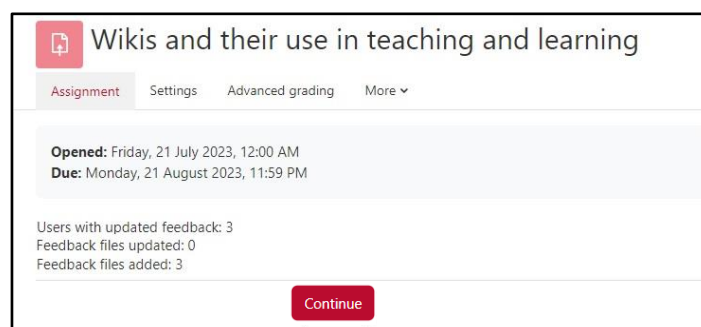 Wikis and their use in teaching and learning
Assignment Settings Advanced grading More
Opened: Friday, 21 July 2023, 12:00 AM
Due: Monday, 21 August 2023, 11:59 PM
Users with updated feedback: 3
Feedback files updated: 0
Feedback files added: 3
Continue